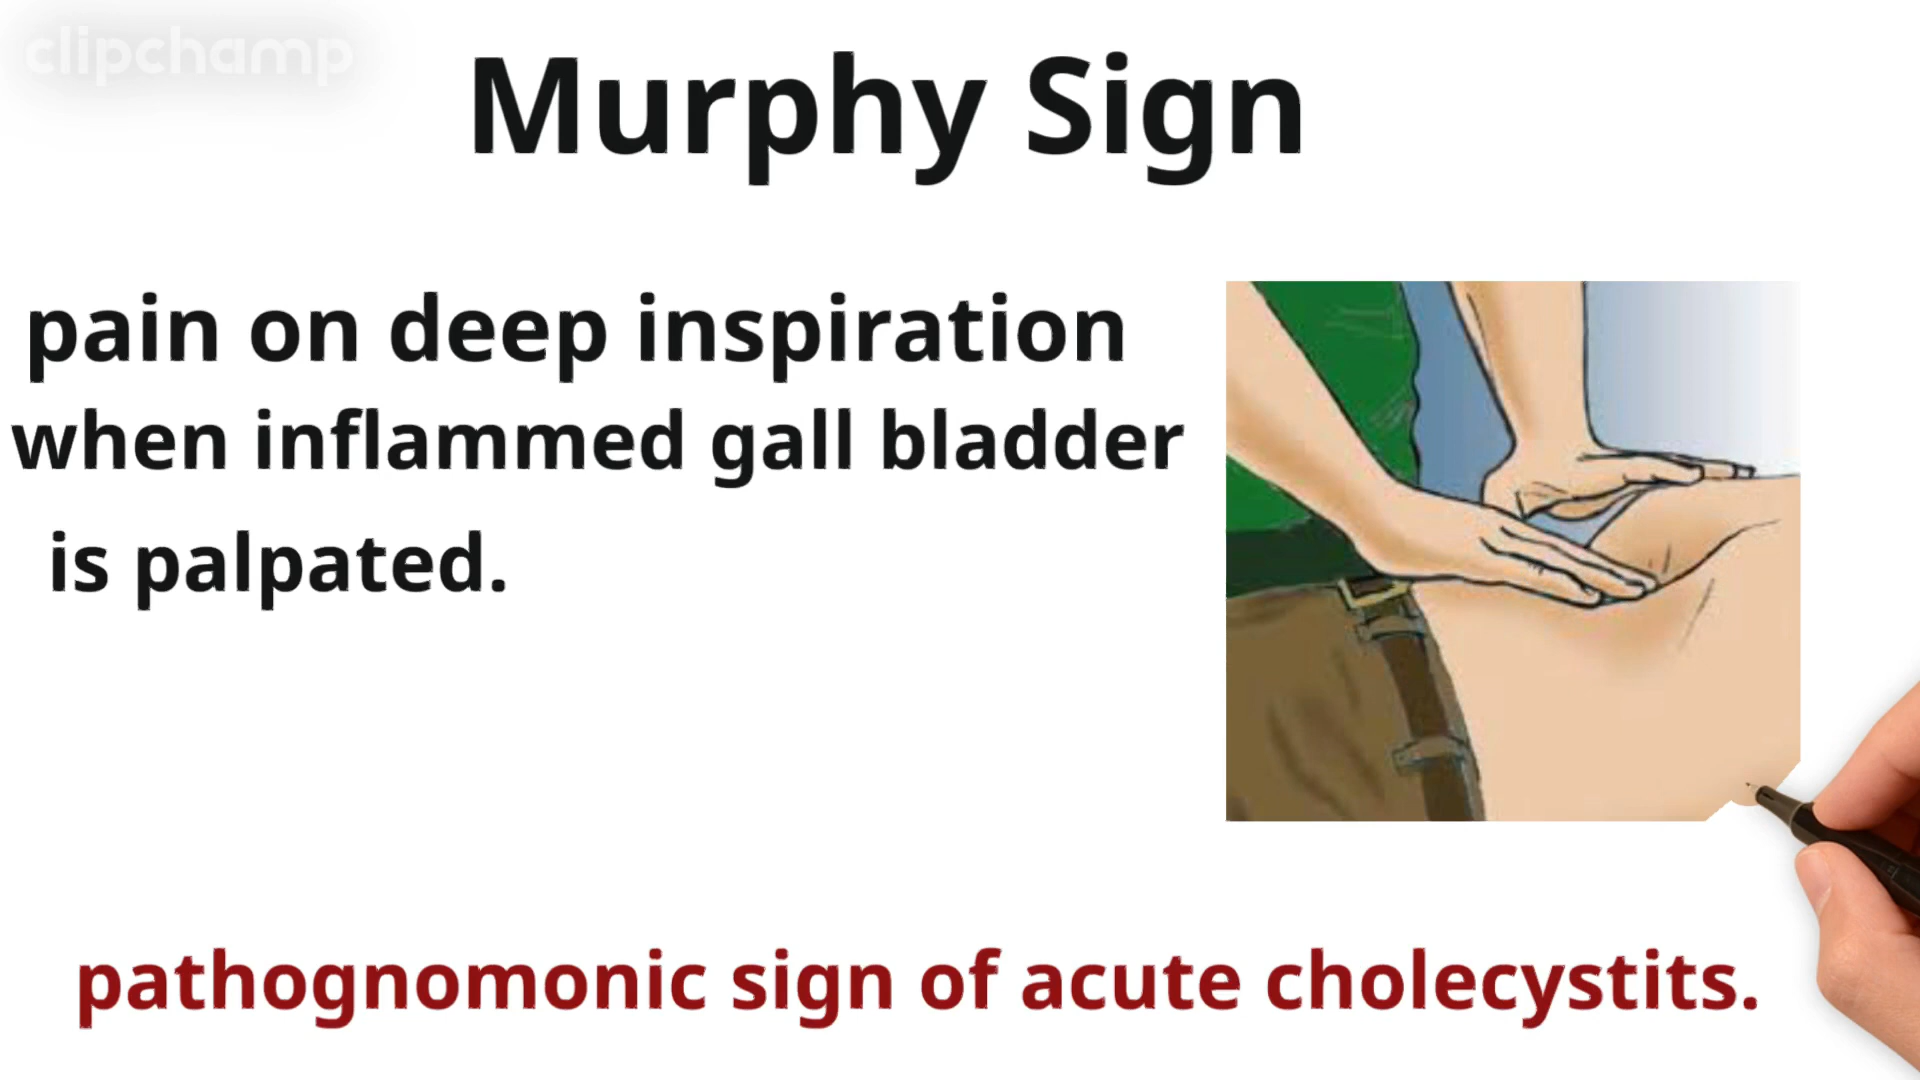 clipchamp
Murphy Sign
pain on deep inspiration
when inflammed gall bladder
is palpated.
pathognomonic sign of acute cholecystits.